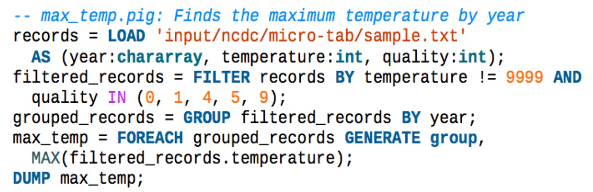 -- max_temp.pig: Finds the maximum temperature by year
records = LOAD 'input/ncdc/micro-tab/sample.txt'
  AS (year:chararray, temperature:int, quality:int);
filtered_records = FILTER records BY temperature != 9999 AND
  quality IN (0, 1, 4, 5, 9);
grouped_records = GROUP filtered_records BY year;
max_temp = FOREACH grouped_records GENERATE group,
  MAX(filtered_records.temperature);
DUMP max_temp;